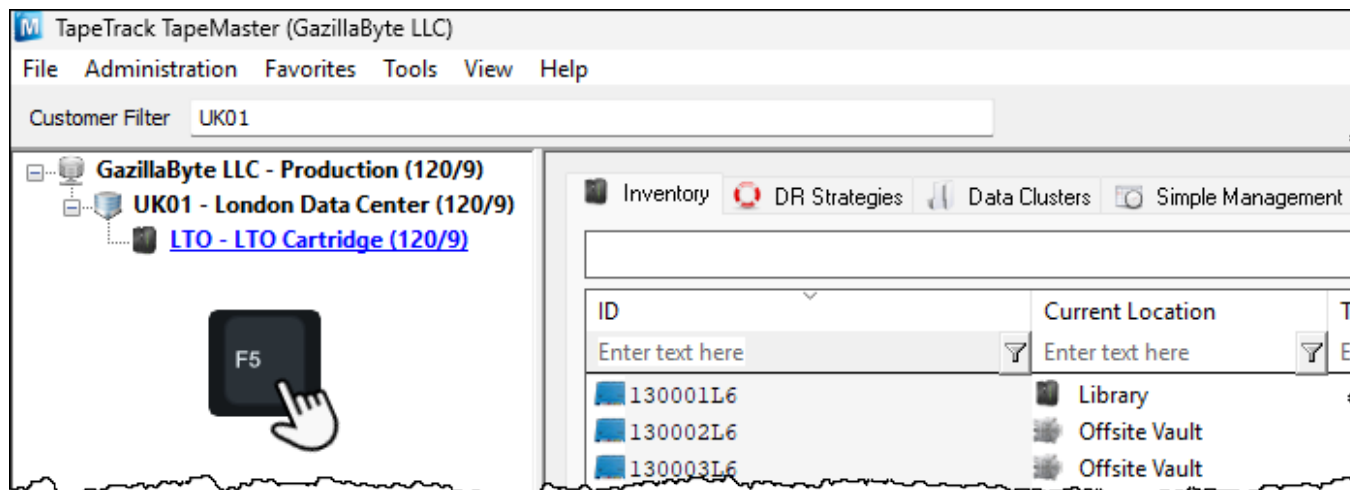 TapeTrack TapeMaster (GazillaByte LLC)
File Administration Favorites Tools View Help
Customer Filter UK01
GazillaByte LLC - Production (120/9)
UK01 - London Data Center (120/9)
LTO - LTO Cartridge (120/9)
F5
Inventory DR Strategies Data Clusters Simple Management
ID Current Location
Enter text here Enter text here
130001L6 Library
130002L6 Offsite Vault
130003L6 Offsite Vault